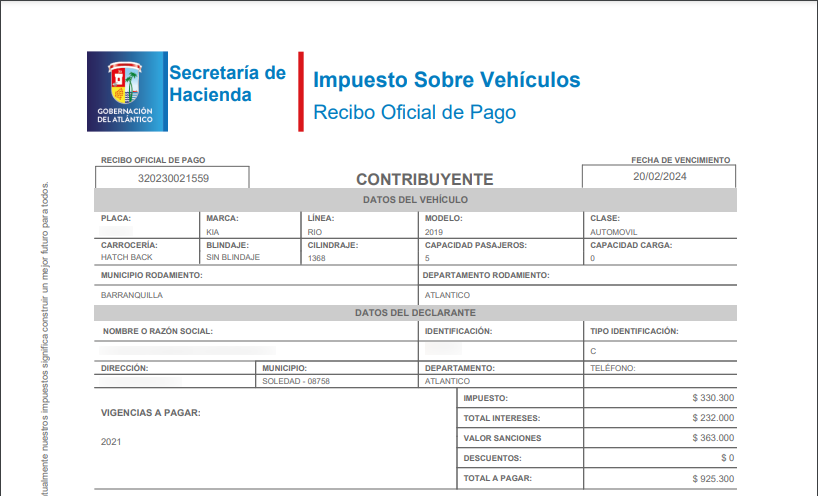 Secretaría de
Hacienda
GOBERNACIÓN
DEL ATLÁNTICO
Impuesto Sobre Vehículos
Recibo Oficial de Pago
RECIBO OFICIAL DE PAGO
320230021559
CONTRIBUYENTE
FECHA DE VENCIMIENTO
20/02/2024
DATOS DEL VEHÍCULO
PLACA: MARCA: LÍNEA: MODELO: CLASE:
KIA RIO 2019 AUTOMOVIL
CARROCERÍA: BLINDAJE: CILINDRAJE: CAPACIDAD PASAJEROS: CAPACIDAD CARGA:
HATCH BACK SIN BLINDAJE 1368 5 0
MUNICIPIO RODAMIENTO: DEPARTAMENTO RODAMIENTO:
BARRANQUILLA ATLANTICO
DATOS DEL DECLARANTE
NOMBRE O RAZÓN SOCIAL: IDENTIFICACIÓN: TIPO IDENTIFICACIÓN:
C
DIRECCIÓN: MUNICIPIO: DEPARTAMENTO: TELÉFONO:
SOLEDAD - 08758 ATLANTICO
VIGENCIAS A PAGAR:
2021
IMPUESTO: $ 330.300
TOTAL INTERESES: $ 232.000
VALOR SANCIONES $ 363.000
DESCUENTOS: $ 0
TOTAL A PAGAR: $ 925.300
tualmente nuestros impuestos significa construir un mejor futuro para todos.